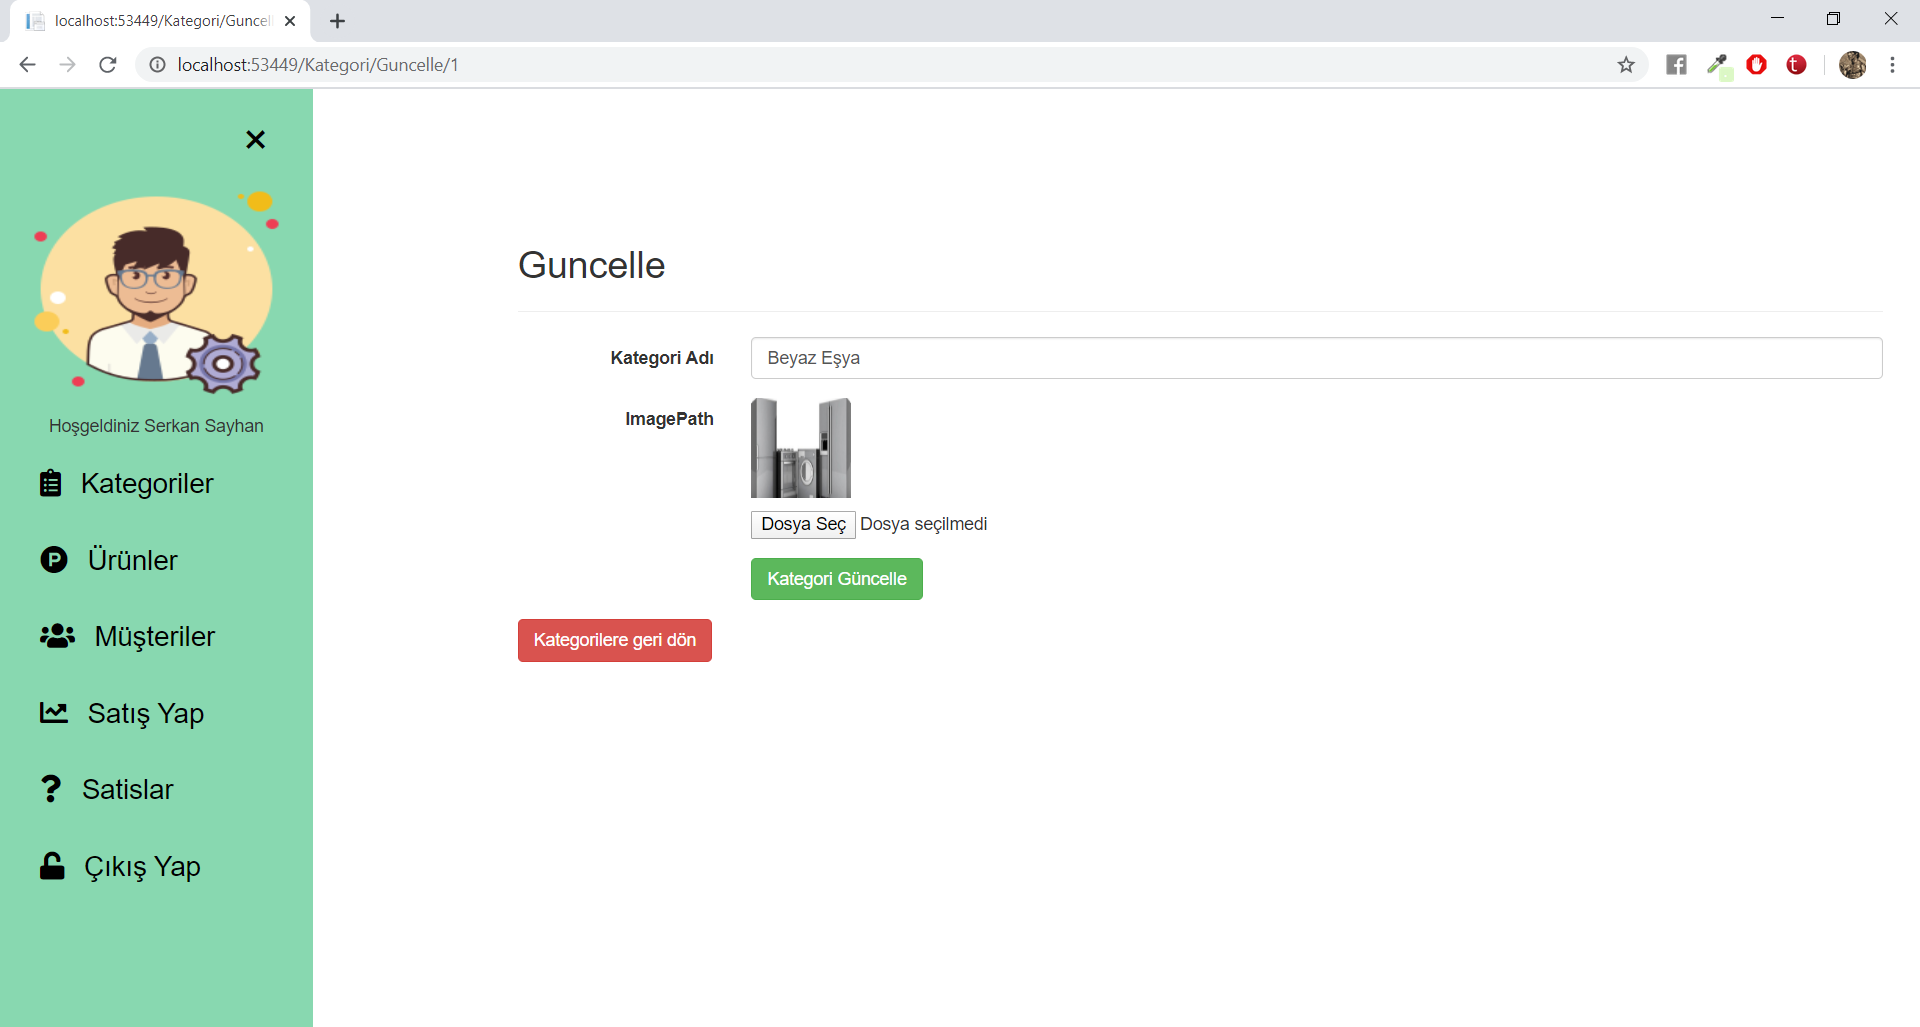 localhost:53449/Kategori/Guncell
localhost:53449/Kategori/Guncelle/1
Hoşgeldiniz Serkan Sayhan
Kategoriler
Ürünler
Müşteriler
Satış Yap
Satislar
Çıkış Yap
Guncelle
Kategori Adı
Beyaz Eşya
ImagePath
Dosya Seç Dosya seçilmedi
Kategori Güncelle
Kategorilere geri dön